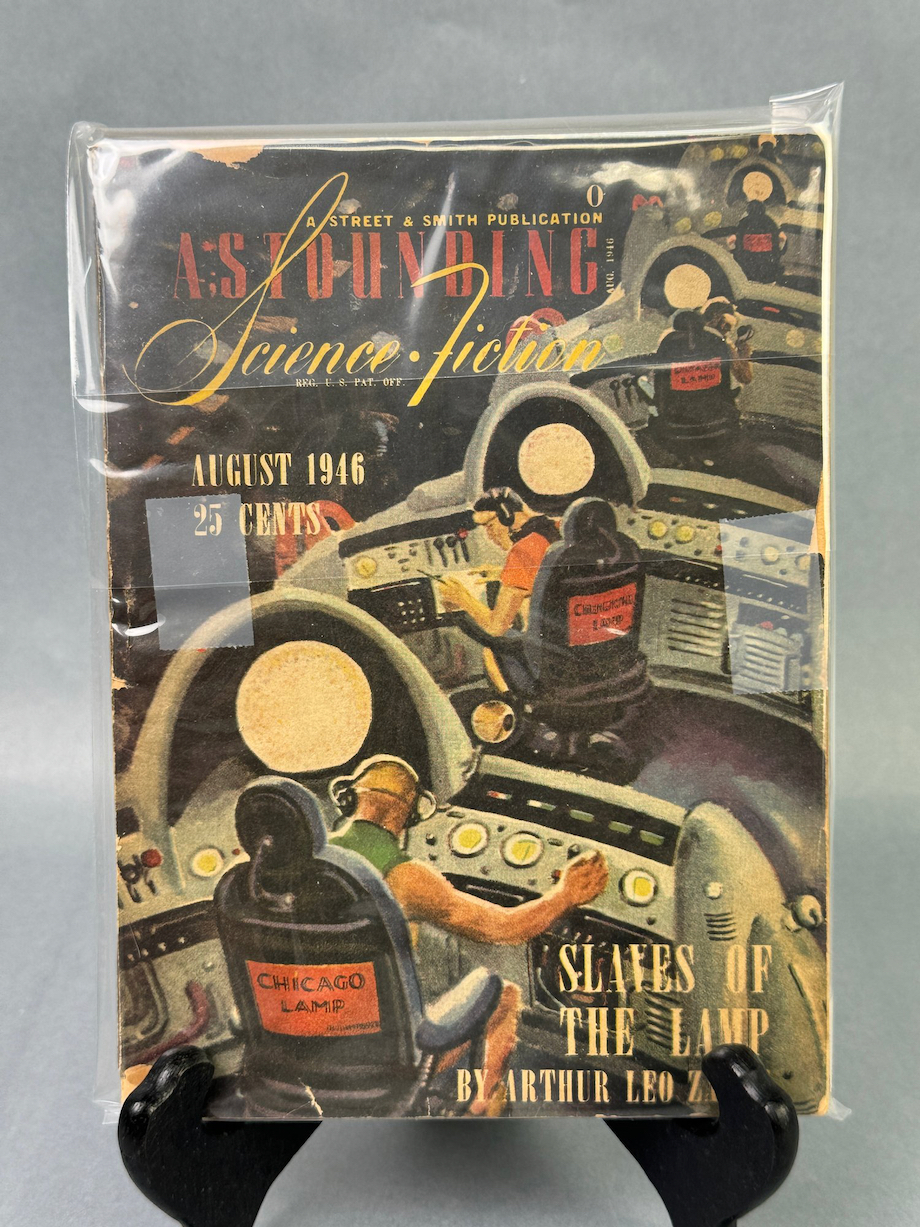 O
A STREET & SMITH PUBLICATION
ASTOUNDING
Science·Fiction
REG. U. S. PAT. OFF.
AUG. 1946
AUGUST 1946
25 CENTS
CHICAGO
LAMP
SLAVES OF
THE LAMP
BY ARTHUR LEO